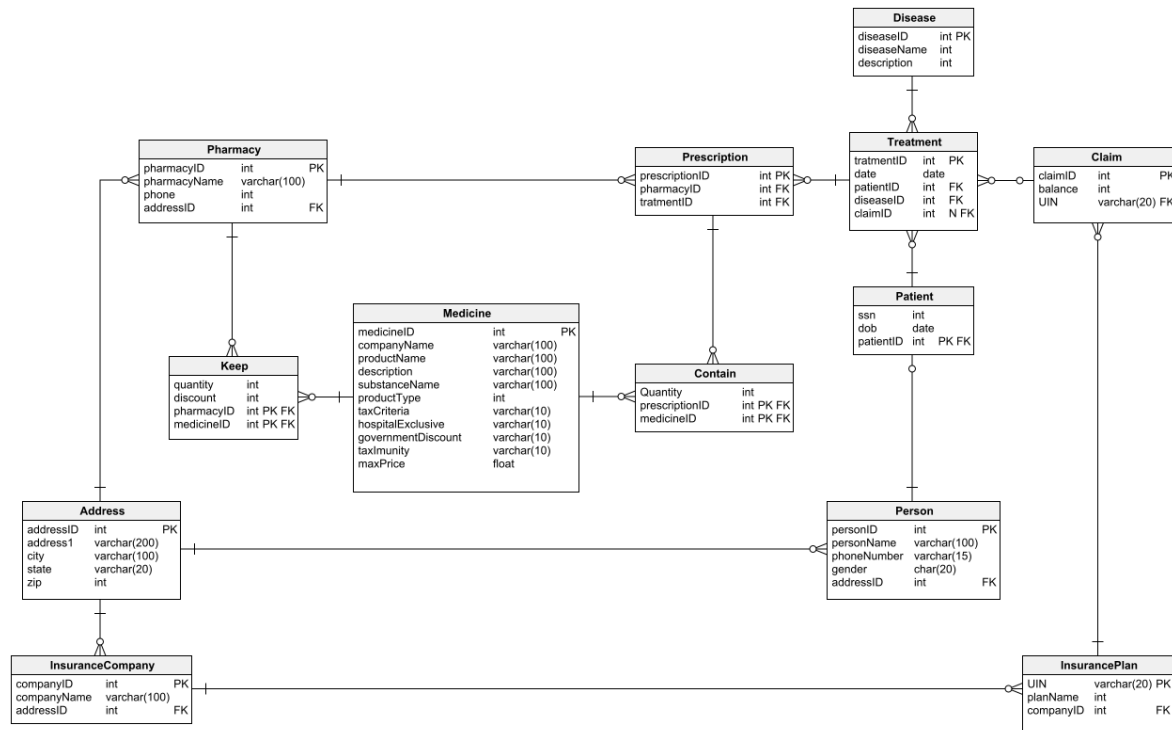 Disease
diseaseID int PK
diseaseName int
description int
Pharmacy
pharmacyID int PK
pharmacyName varchar(100)
phone int
addressID int FK
Prescription
prescriptionID int PK
pharmacyID int FK
tratmentID int FK
Treatment
tratmentID int PK
date date
patientID int FK
diseaseID int FK
claimID int N FK
Claim
claimID int PK
balance int
UIN varchar(20) FK
Patient
ssn int
dob date
patientID int PK FK
Medicine
medicineID int PK
companyName varchar(100)
productName varchar(100)
description varchar(100)
substanceName varchar(100)
productType int
taxCriteria varchar(10)
hospitalExclusive varchar(10)
governmentDiscount varchar(10)
taxImunity varchar(10)
maxPrice float
Keep
quantity int
discount int
pharmacyID int PK FK
medicineID int PK FK
Contain
Quantity int
prescriptionID int PK FK
medicineID int PK FK
Address
addressID int PK
address1 varchar(200)
city varchar(100)
state varchar(20)
zip int
Person
personID int PK
personName varchar(100)
phoneNumber varchar(15)
gender char(20)
addressID int FK
InsuranceCompany
companyID int PK
companyName varchar(100)
addressID int FK
InsurancePlan
UIN varchar(20) PK
planName int
companyID int FK